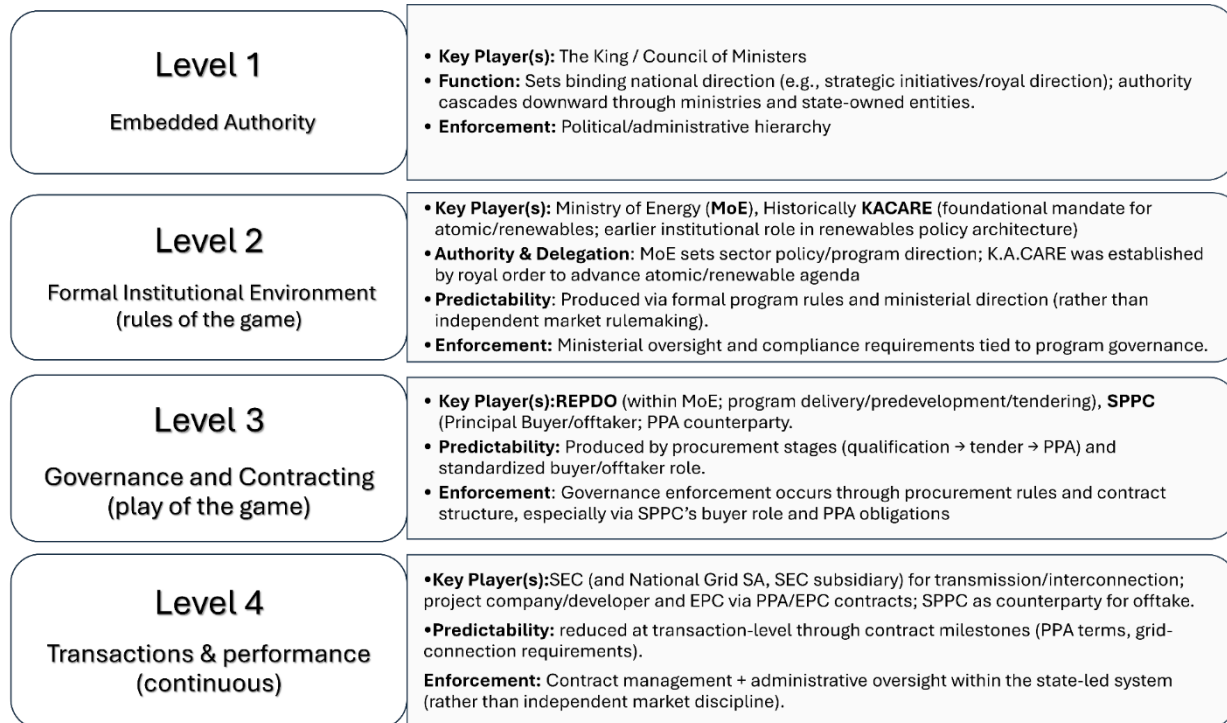 Level 1
Embedded Authority
• Key Player(s): The King / Council of Ministers
• Function: Sets binding national direction (e.g., strategic initiatives/royal direction); authority
cascades downward through ministries and state-owned entities.
• Enforcement: Political/administrative hierarchy
Level 2
Formal Institutional Environment
(rules of the game)
• Key Player(s): Ministry of Energy (MoE), Historically KACARE (foundational mandate for
atomic/renewables; earlier institutional role in renewables policy architecture)
• Authority & Delegation: MoE sets sector policy/program direction; K.A.CARE was established
by royal order to advance atomic/renewable agenda
• Predictability: Produced via formal program rules and ministerial direction (rather than
independent market rulemaking).
• Enforcement: Ministerial oversight and compliance requirements tied to program governance.
Level 3
Governance and Contracting
(play of the game)
• Key Player(s):REPDO (within MoE; program delivery/predevelopment/tendering), SPPC
(Principal Buyer/offtaker; PPA counterparty.
• Predictability: Produced by procurement stages (qualification → tender → PPA) and
standardized buyer/offtaker role.
• Enforcement: Governance enforcement occurs through procurement rules and contract
structure, especially via SPPC's buyer role and PPA obligations
Level 4
Transactions & performance
(continuous)
•Key Player(s):SEC (and National Grid SA, SEC subsidiary) for transmission/interconnection;
project company/developer and EPC via PPA/EPC contracts; SPPC as counterparty for offtake.
•Predictability: reduced at transaction-level through contract milestones (PPA terms, grid-
connection requirements).
Enforcement: Contract management + administrative oversight within the state-led system
(rather than independent market discipline).